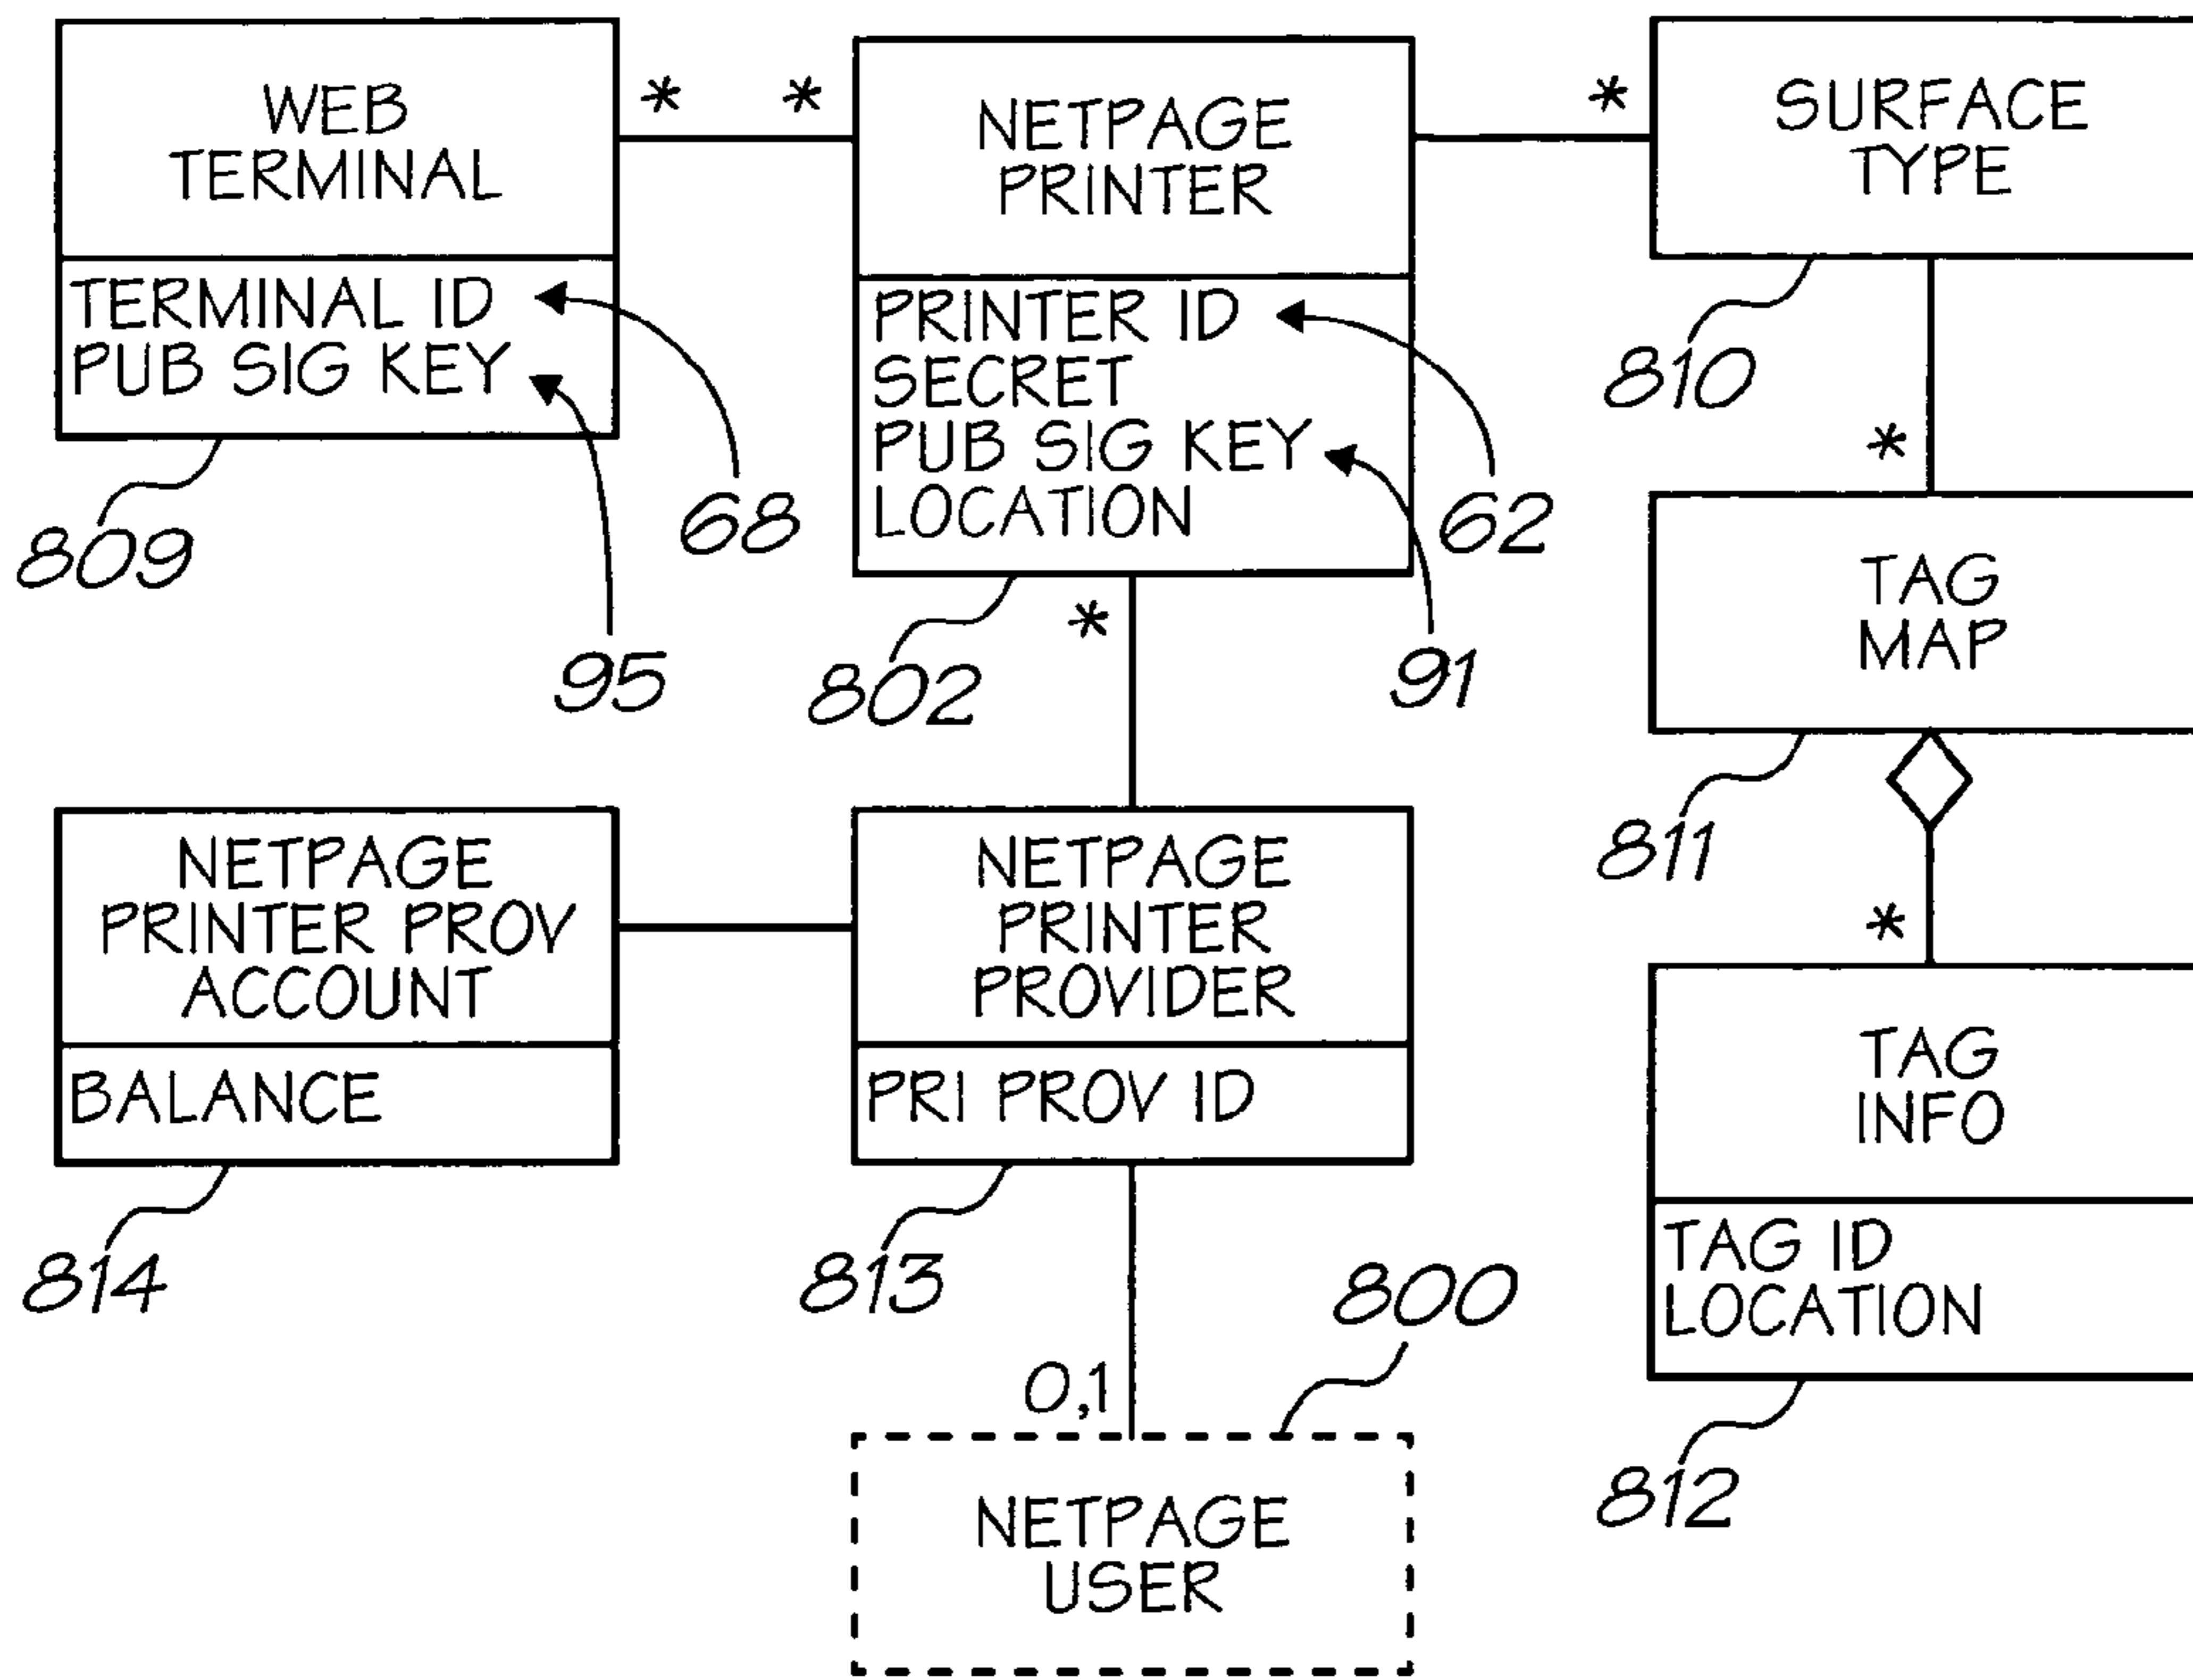 WEB
TERMINAL
TERMINAL ID
PUB SIG KEY
809
68
95
*
*
NETPAGE
PRINTER
PRINTER ID
SECRET
PUB SIG KEY
LOCATION
802
62
91
*
*
SURFACE
TYPE
810
*
TAG
MAP
811
*
TAG
INFO
TAG ID
LOCATION
812
NETPAGE
PRINTER PROV
ACCOUNT
BALANCE
814
NETPAGE
PRINTER
PROVIDER
PRI PROV ID
813
800
0,1
NETPAGE
USER